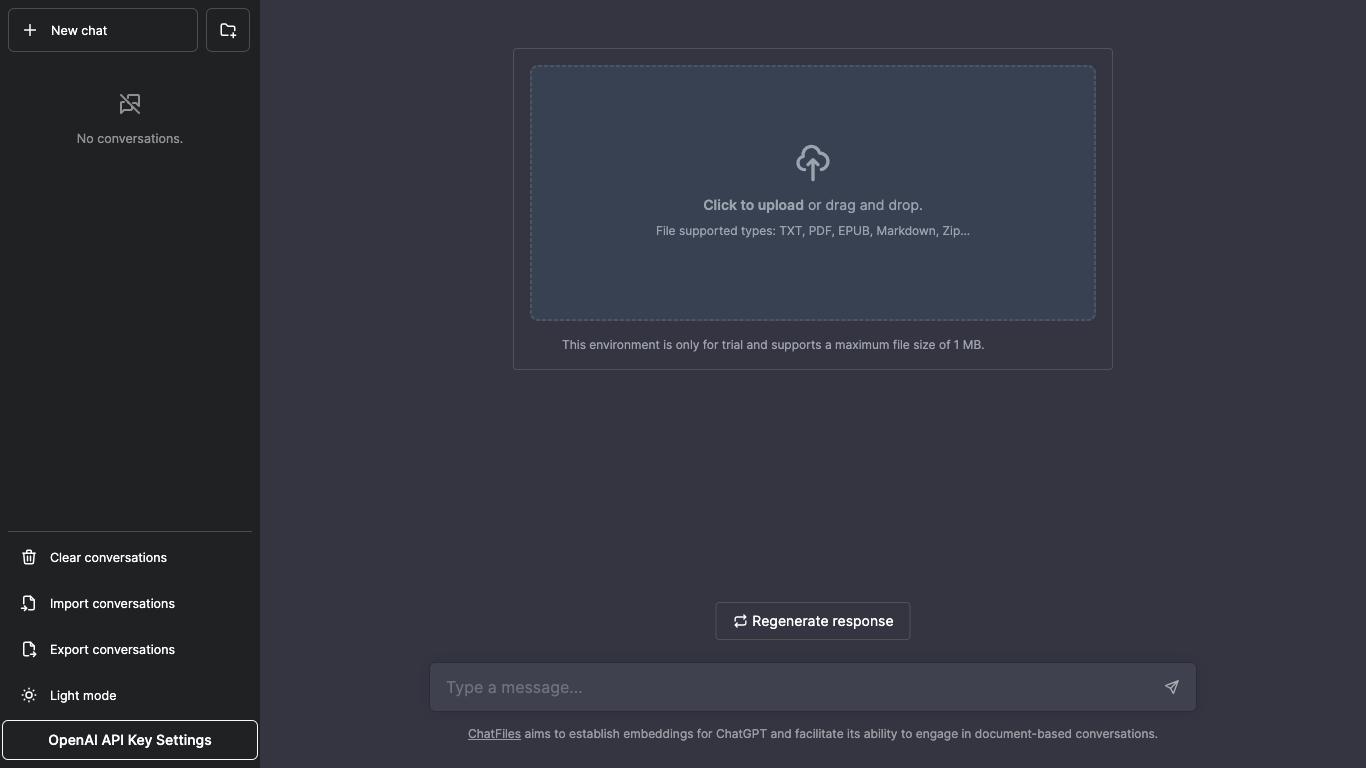 New chat
No conversations.
Click to upload or drag and drop.
File supported types: TXT, PDF, EPUB, Markdown, Zip...
This environment is only for trial and supports a maximum file size of 1 MB.
Clear conversations
Import conversations
Export conversations
Light mode
OpenAI API Key Settings
Regenerate response
Type a message...
ChatFiles aims to establish embeddings for ChatGPT and facilitate its ability to engage in document-based conversations.